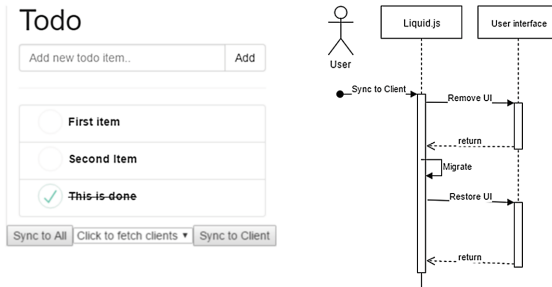 Todo
Add new todo item..
Add
First item
Second Item
This is done
Sync to All
Click to fetch clients
Sync to Client
User
Liquid.js
User interface
Sync to Client
Remove UI
return
Migrate
Restore UI
return